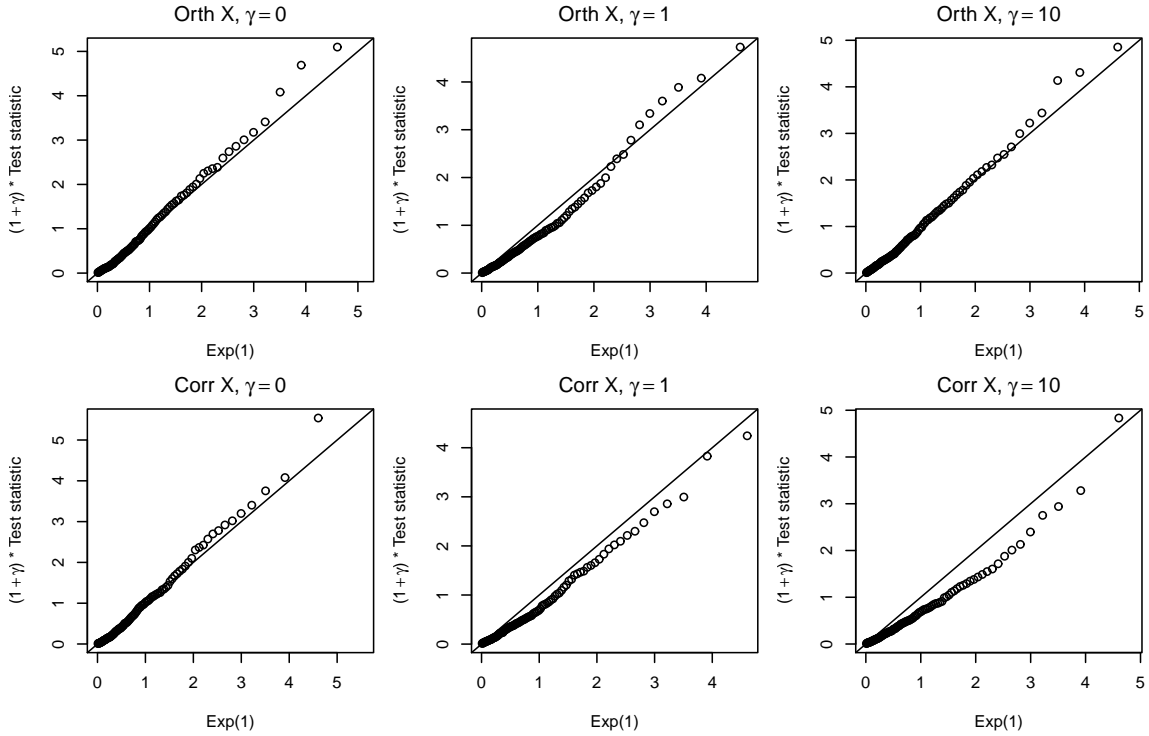 Orth X, γ = 0
Orth X, γ = 1
Orth X, γ = 10
(1+γ) * Test statistic
0 1 2 3 4 5
0 1 2 3 4 5
Exp(1)
(1+γ) * Test statistic
0 1 2 3 4
0 1 2 3 4
Exp(1)
(1+γ) * Test statistic
0 1 2 3 4 5
0 1 2 3 4 5
Exp(1)
Corr X, γ = 0
Corr X, γ = 1
Corr X, γ = 10
(1+γ) * Test statistic
0 1 2 3 4 5
0 1 2 3 4 5
Exp(1)
(1+γ) * Test statistic
0 1 2 3 4
0 1 2 3 4
Exp(1)
(1+γ) * Test statistic
0 1 2 3 4 5
0 1 2 3 4 5
Exp(1)